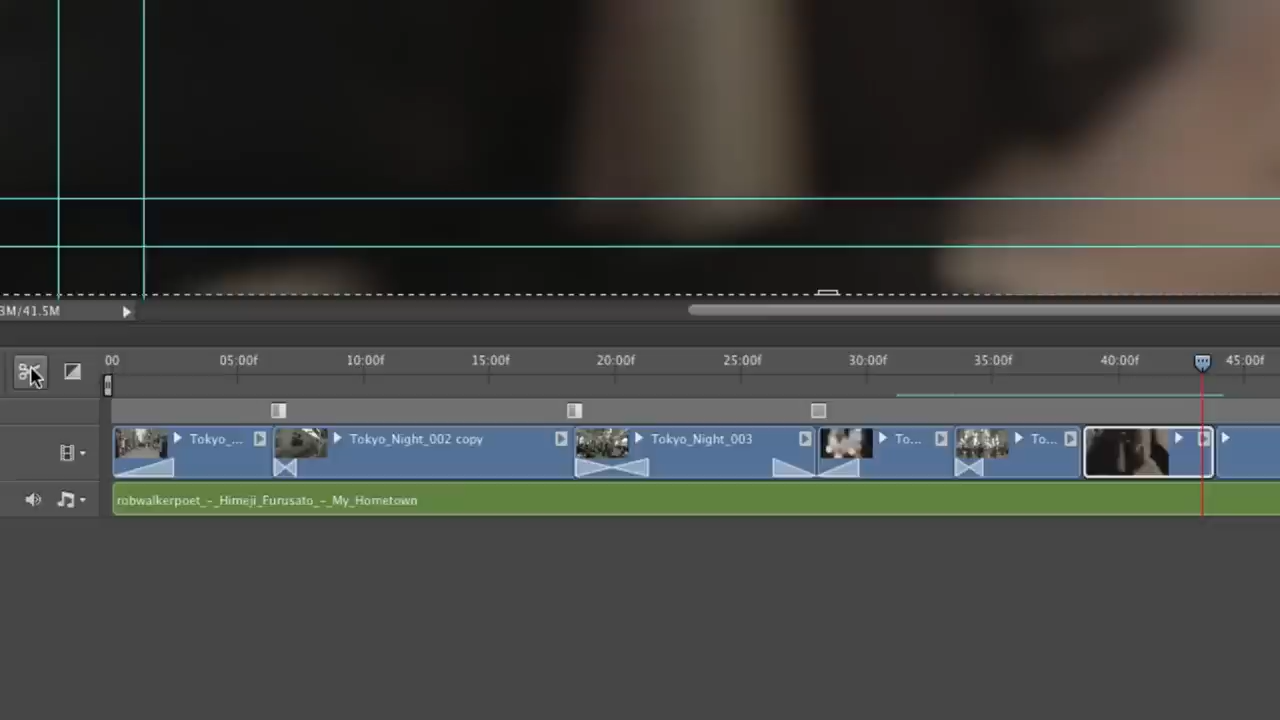 3M/41.5M
00 05:00f 10:00f 15:00f 20:00f 25:00f 30:00f 35:00f 40:00f 45:00f
Tokyo_... Tokyo_Night_002 copy Tokyo_Night_003 To... To...
robwalkerpoet_-_Himeji_Furusato_-_My_Hometown